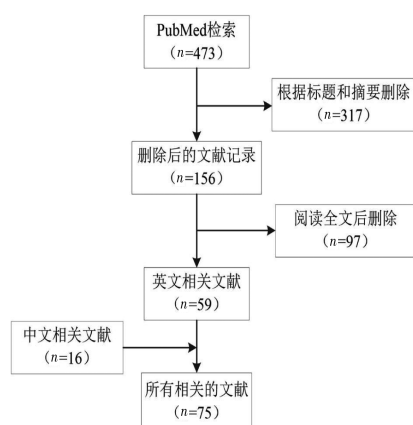 PubMed检索
(n=473)
根据标题和摘要删除
(n=317)
删除后的文献记录
(n=156)
阅读全文后删除
(n=97)
英文相关文献
(n=59)
中文相关文献
(n=16)
所有相关的文献
(n=75)